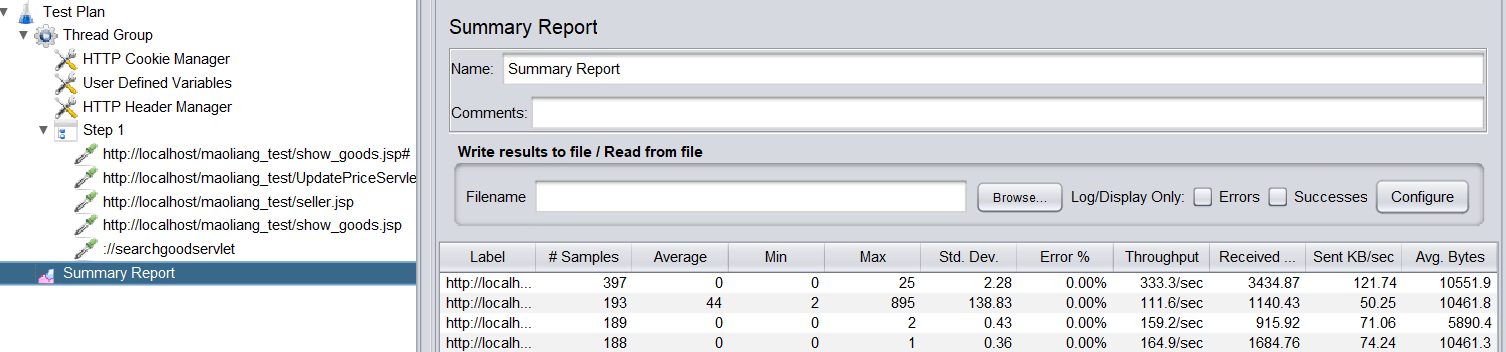 Test Plan
Thread Group
HTTP Cookie Manager
User Defined Variables
HTTP Header Manager
Step 1
http://localhost/maoliang_test/show_goods.jsp#
http://localhost/maoliang_test/UpdatePriceServle
http://localhost/maoliang_test/seller.jsp
http://localhost/maoliang_test/show_goods.jsp
://searchgoodservlet
Summary Report
Summary Report
Name: Summary Report
Comments:
Write results to file / Read from file
Filename Browse... Log/Display Only: Errors Successes Configure
Label # Samples Average Min Max Std. Dev. Error % Throughput Received ... Sent KB/sec Avg. Bytes
http://localh... 397 0 0 25 2.28 0.00% 333.3/sec 3434.87 121.74 10551.9
http://localh... 193 44 2 895 138.83 0.00% 111.6/sec 1140.43 50.25 10461.8
http://localh... 189 0 0 2 0.43 0.00% 159.2/sec 915.92 71.06 5890.4
http://localh... 188 0 0 1 0.36 0.00% 164.9/sec 1684.76 74.24 10461.3